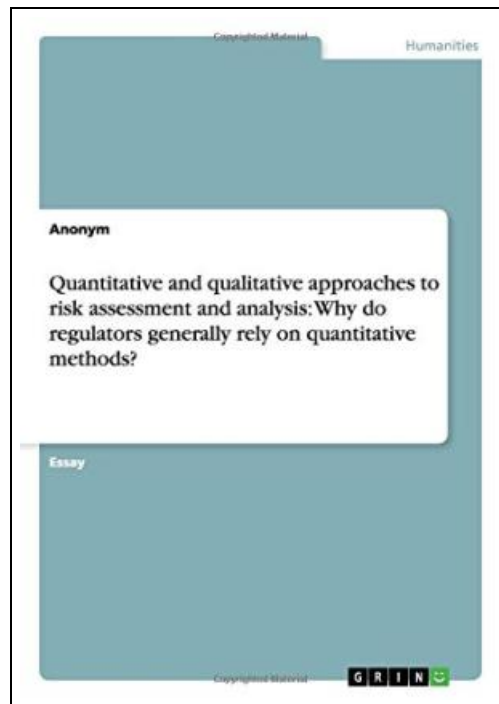 Copyrighted Material
Humanities
Anonym
Quantitative and qualitative approaches to
risk assessment and analysis: Why do
regulators generally rely on quantitative
methods?
Essay
Copyrighted Material
GRIN